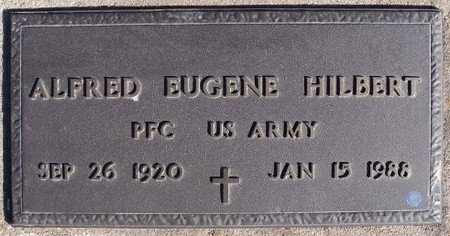 ALFRED EUGENE HILBERT
PFC US ARMY
SEP 26 1920 JAN 15 1988